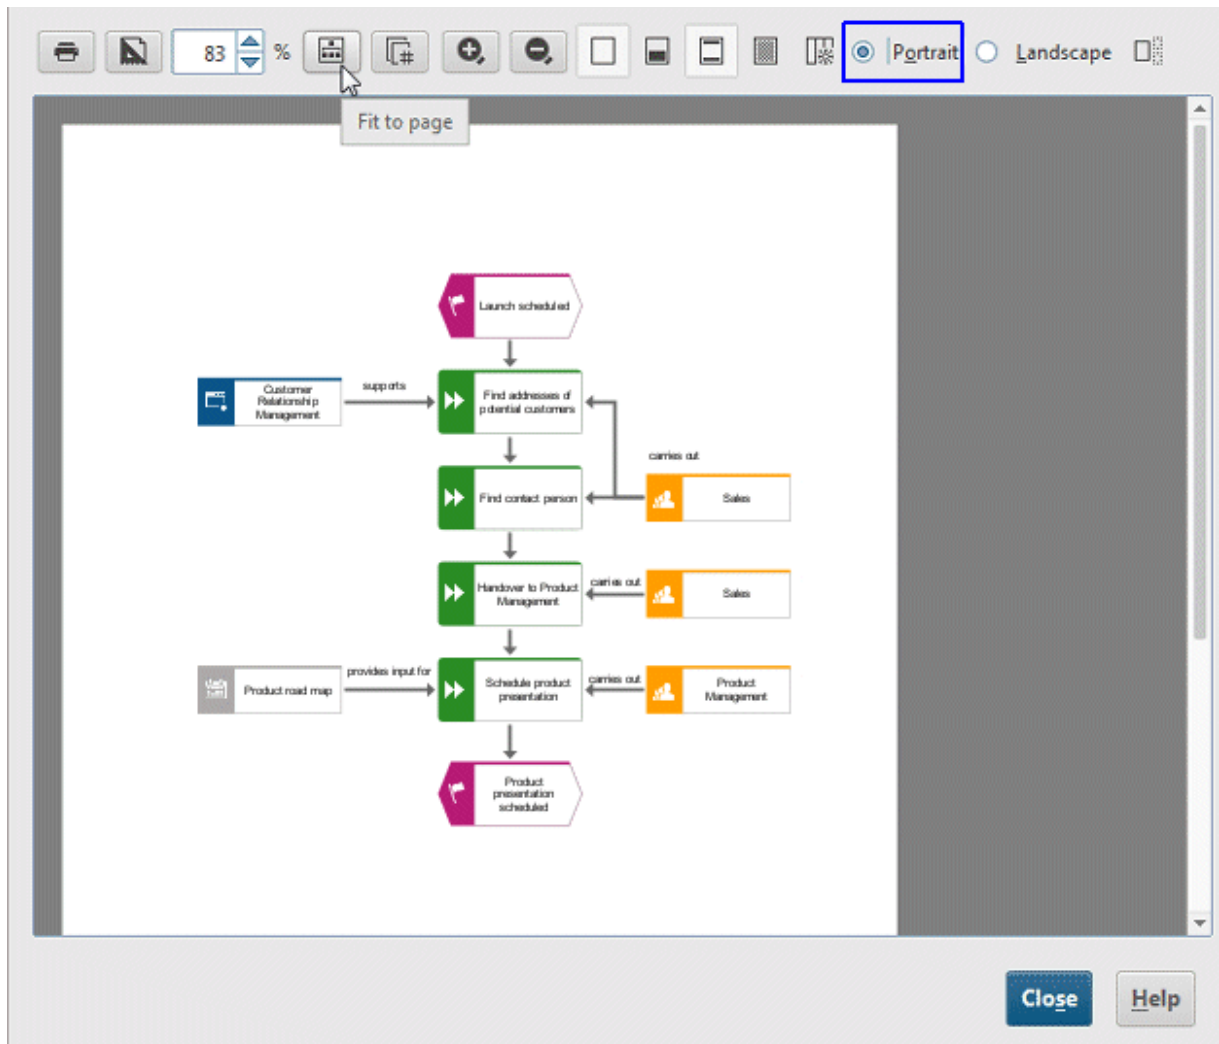 83 %
Portrait
Landscape
Fit to page
Launch scheduled
Customer
Relationship
Management
supports
Find addresses of
potential customers
carries out
Find contact person
Sales
Handover to Product
Management
carries out
Sales
Product road map
provides input for
Schedule product
presentation
carries out
Product
Management
Product
presentation
scheduled
Close
Help